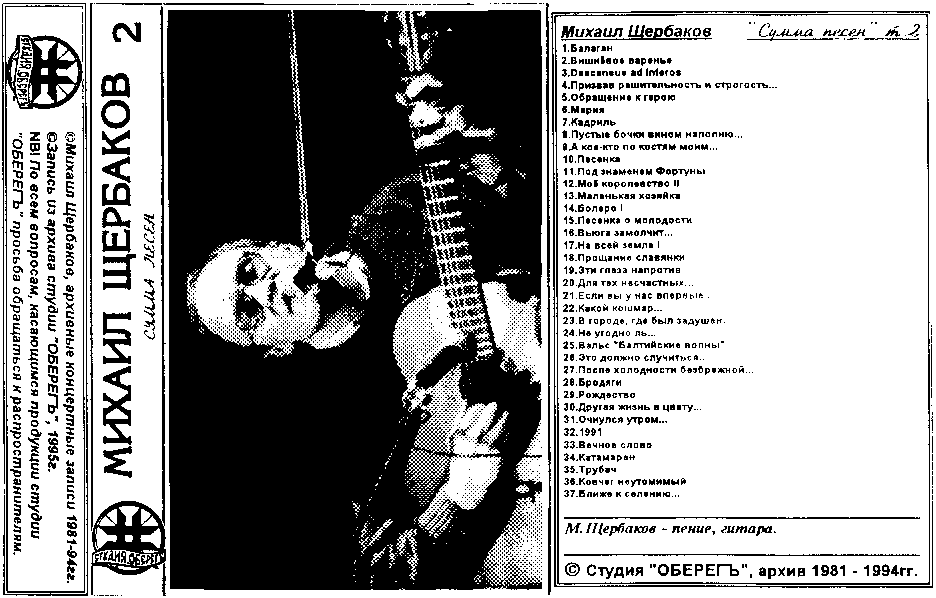 ©Михаил Щербаков, архивные концертные записи 1981-94гг.
©Запись из архива студии "ОБЕРЕГЪ", 1995г.
NB! По всем вопросам, касающимся продукции студии
"ОБЕРЕГЪ" просьба обращаться к распространителям.
МИХАИЛ ЩЕРБАКОВ 2
СУММА ПЕСЕН
Михаил Щербаков "Сумма песен" т. 2
1.Балаган
2.Вишнёвое варенье
3.Descensus ad inferos
4.Призвав решительность и строгость...
5.Обращение к герою
6.Мария
7.Кадриль
8.Пустые бочки вином наполню...
9.А кое-кто по костям моим...
10.Песенка
11.Под знаменем Фортуны
12.Моё королевство II
13.Маленькая хозяйка
14.Болеро I
15.Песенка о молодости
16.Вьюга замолчит...
17.На всей земле I
18.Прощание славянки
19.Эти глаза напротив
20.Для тех несчастных...
21.Если вы у нас впервые..
22.Какой кошмар...
23.В городе, где был задушен..
24.Не угодно ль...
25.Вальс "Балтийские волны"
26.Это должно случиться..
27.После холодности безбрежной...
28.Бродяги
29.Рождество
30.Другая жизнь в цвету...
31.Очнулся утром...
32.1991
33.Вечное слово
34.Катамаран
35.Трубач
36.Ковчег неутомимый
37.Ближе к селению...
М.Щербаков - пение, гитара.
© Студия "ОБЕРЕГЪ", архив 1981 - 1994гг.